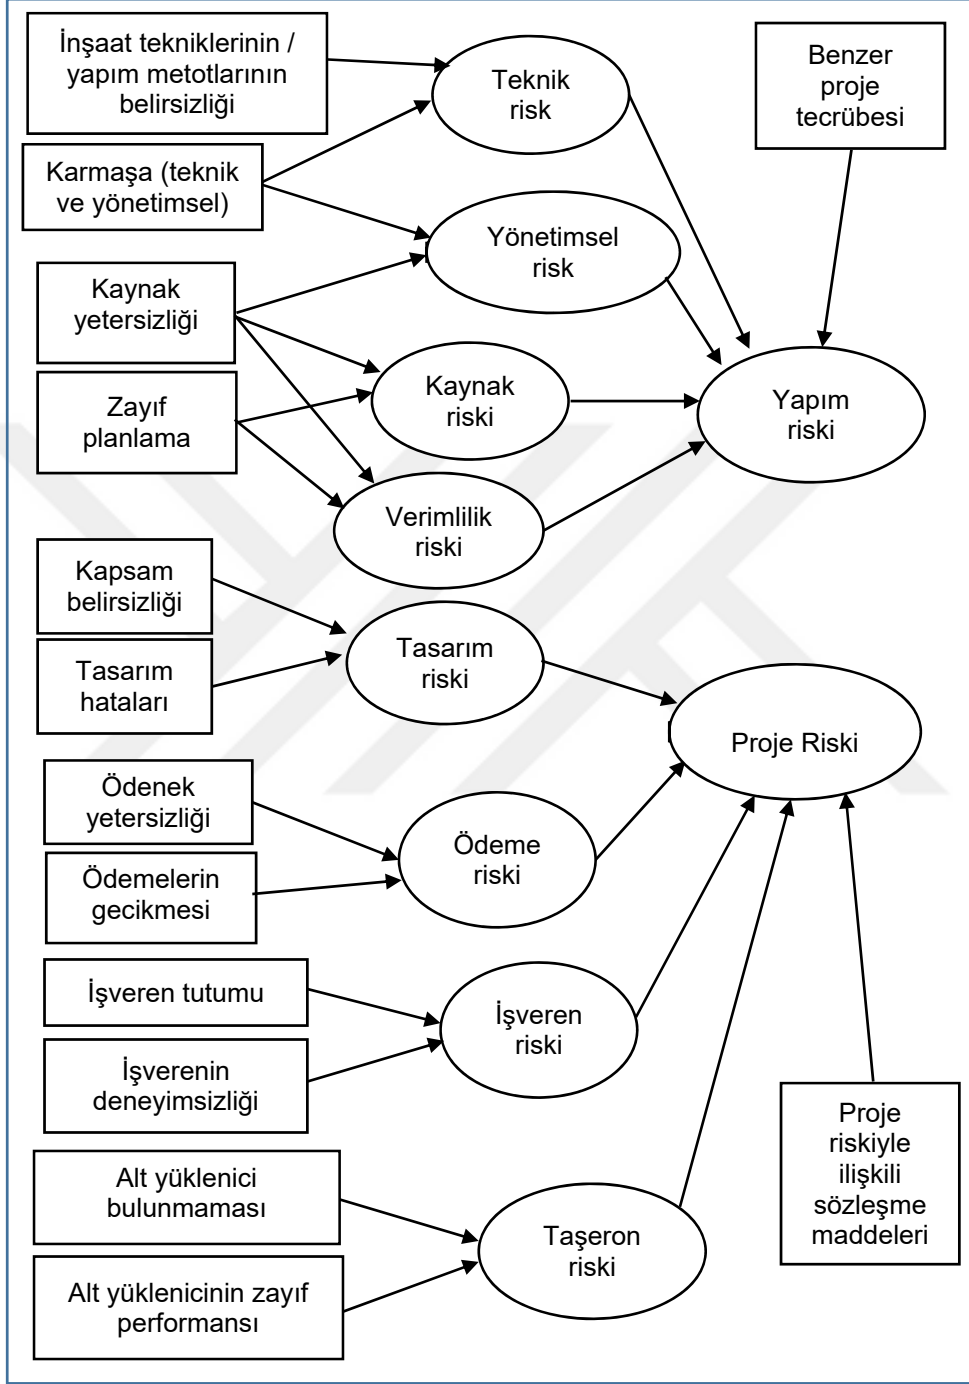 İnşaat tekniklerinin /
yapım metotlarının
belirsizliği
Teknik
risk
Benzer
proje
tecrübesi
Karmaşa (teknik
ve yönetimsel)
Yönetimsel
risk
Kaynak
yetersizliği
Kaynak
riski
Yapım
riski
Zayıf
planlama
Verimlilik
riski
Kapsam
belirsizliği
Tasarım
riski
Tasarım
hataları
Proje Riski
Ödenek
yetersizliği
Ödeme
riski
Ödemelerin
gecikmesi
İşveren tutumu
İşveren
riski
İşverenin
deneyimsizliği
Proje
riskiyle
ilişkili
sözleşme
maddeleri
Alt yüklenici
bulunmaması
Taşeron
riski
Alt yüklenicinin zayıf
performansı